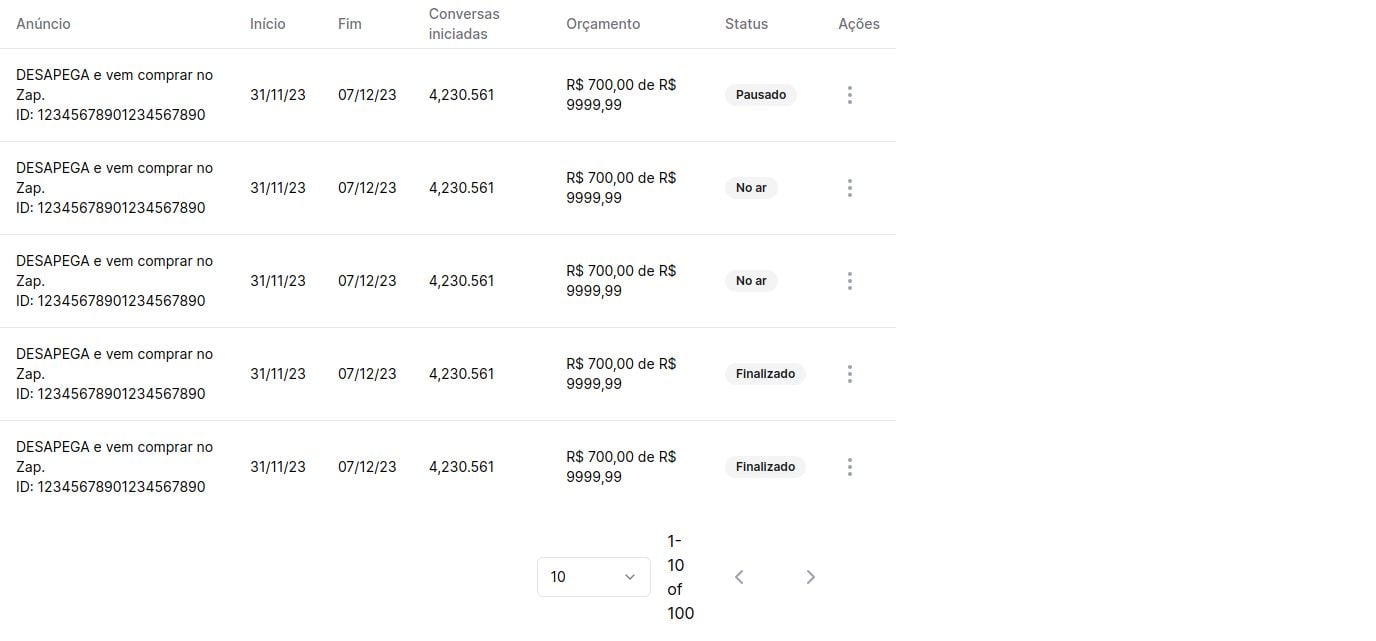 Anúncio Início Fim Conversas iniciadas Orçamento Status Ações
DESAPEGA e vem comprar no
Zap.
ID: 12345678901234567890
31/11/23 07/12/23 4,230.561
R$ 700,00 de R$
9999,99
Pausado
DESAPEGA e vem comprar no
Zap.
ID: 12345678901234567890
31/11/23 07/12/23 4,230.561
R$ 700,00 de R$
9999,99
No ar
DESAPEGA e vem comprar no
Zap.
ID: 12345678901234567890
31/11/23 07/12/23 4,230.561
R$ 700,00 de R$
9999,99
No ar
DESAPEGA e vem comprar no
Zap.
ID: 12345678901234567890
31/11/23 07/12/23 4,230.561
R$ 700,00 de R$
9999,99
Finalizado
DESAPEGA e vem comprar no
Zap.
ID: 12345678901234567890
31/11/23 07/12/23 4,230.561
R$ 700,00 de R$
9999,99
Finalizado
10
1-
10
of
100